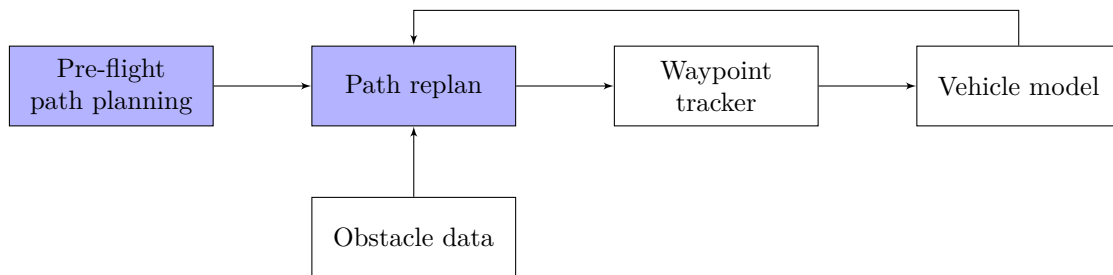 Pre-flight
path planning
Path replan
Waypoint
tracker
Vehicle model
Obstacle data